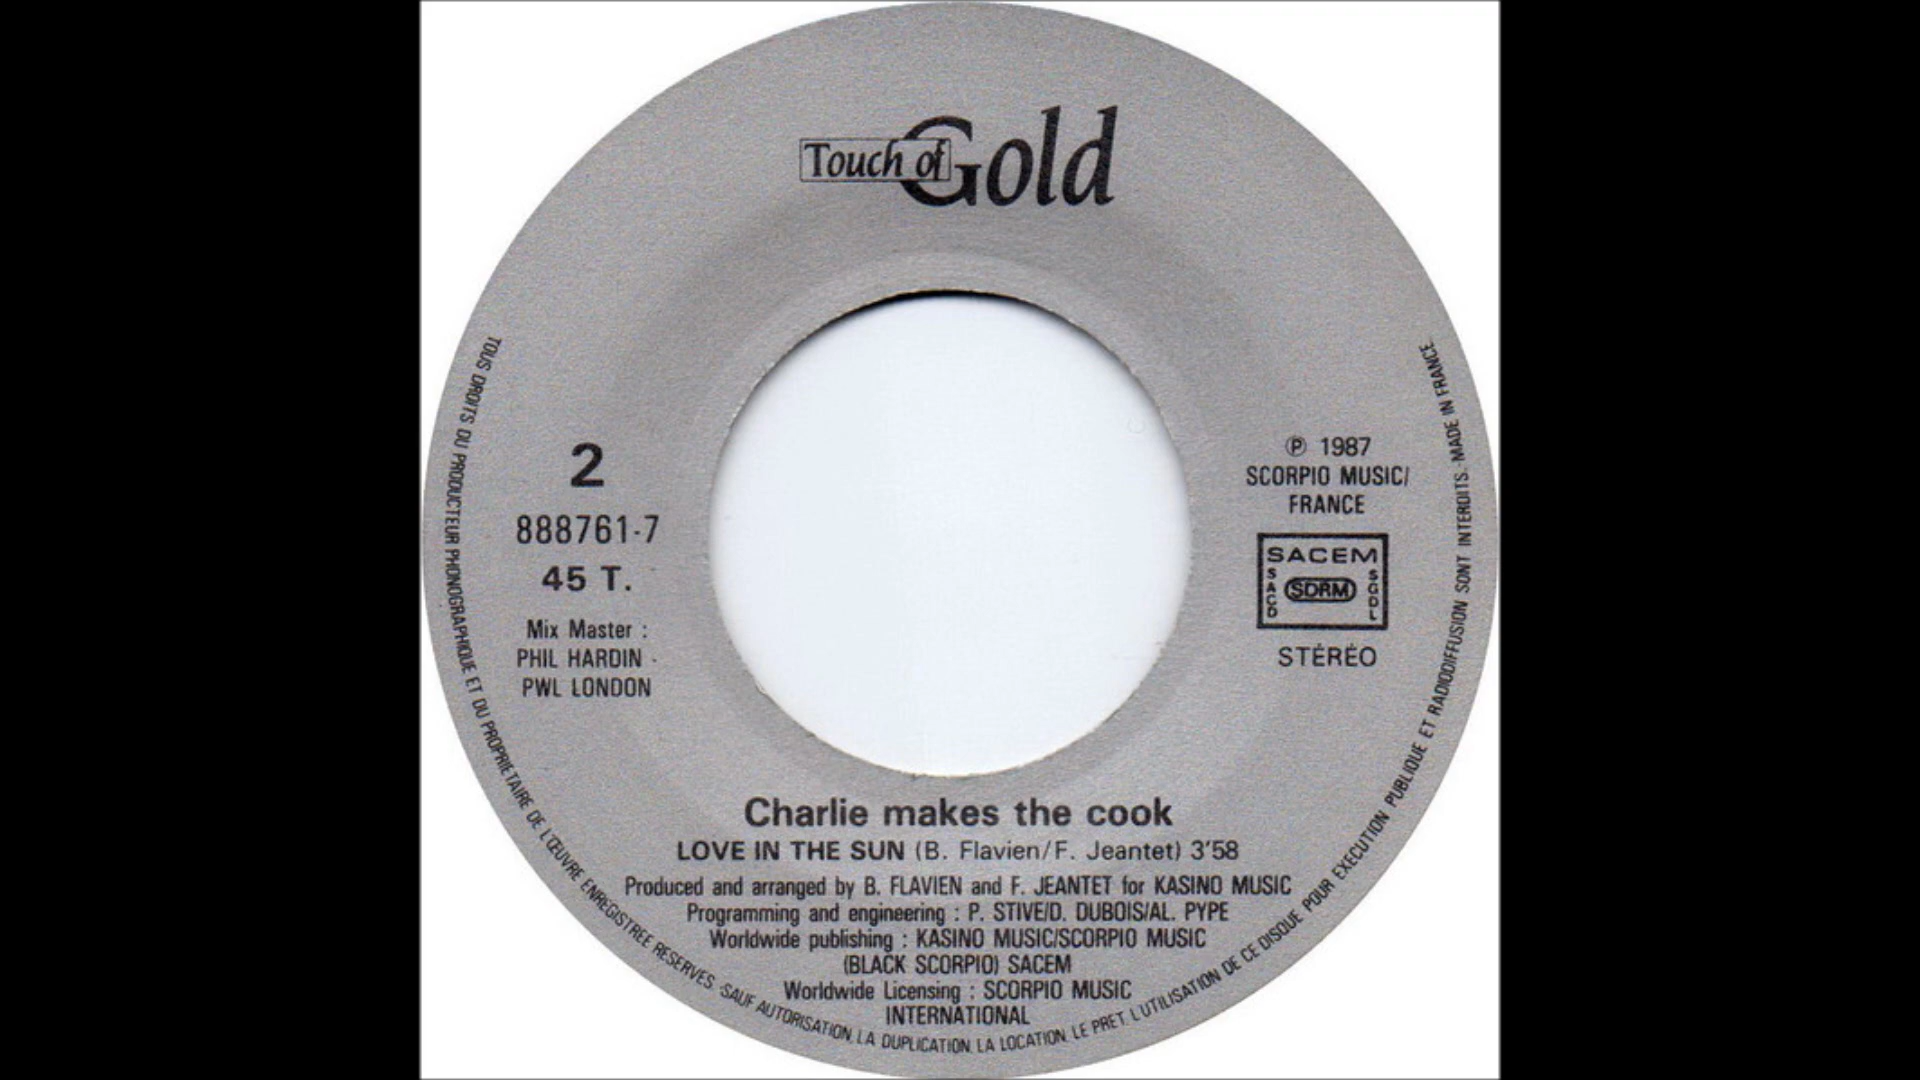 Touch of Gold
2
888761-7
45 T.
Mix Master :
PHIL HARDIN -
PWL LONDON
℗ 1987
SCORPIO MUSIC/
FRANCE
SACEM
SACD SDRM SGDL
STÉRÉO
Charlie makes the cook
LOVE IN THE SUN (B. Flavien/F. Jeantet) 3'58
Produced and arranged by B. FLAVIEN and F. JEANTET for KASINO MUSIC
Programming and engineering : P. STIVE/D. DUBOIS/AL. PYPE
Worldwide publishing : KASINO MUSIC/SCORPIO MUSIC
(BLACK SCORPIO) SACEM
Worldwide Licensing : SCORPIO MUSIC
INTERNATIONAL
TOUS DROITS DU PRODUCTEUR PHONOGRAPHIQUE ET DU PROPRIETAIRE DE L'ŒUVRE ENREGISTREE RESERVES. SAUF AUTORISATION, LA DUPLICATION, LA LOCATION, LE PRET, L'UTILISATION DE CE DISQUE POUR EXECUTION PUBLIQUE ET RADIODIFFUSION SONT INTERDITS. MADE IN FRANCE.